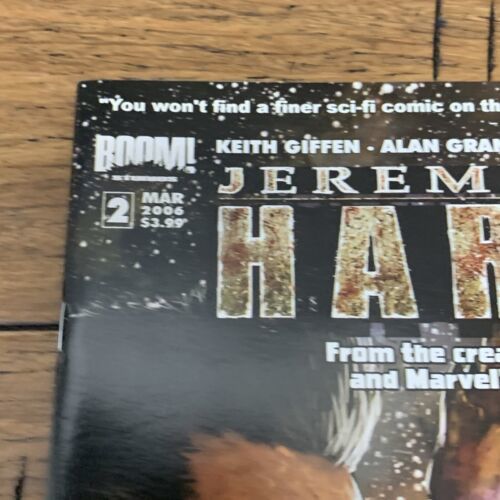 "You won't find a finer sci-fi comic on th
BOOM!
STUDIOS
KEITH GIFFEN - ALAN GRAN
JEREM
2 MAR
2006
$3.99
HAR
From the crea
and Marvel'